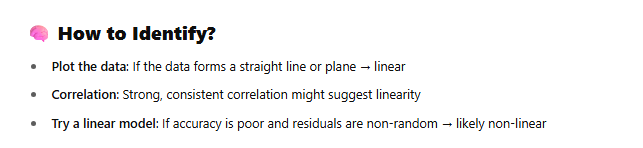 🧠 How to Identify?
• Plot the data: If the data forms a straight line or plane → linear
• Correlation: Strong, consistent correlation might suggest linearity
• Try a linear model: If accuracy is poor and residuals are non-random → likely non-linear